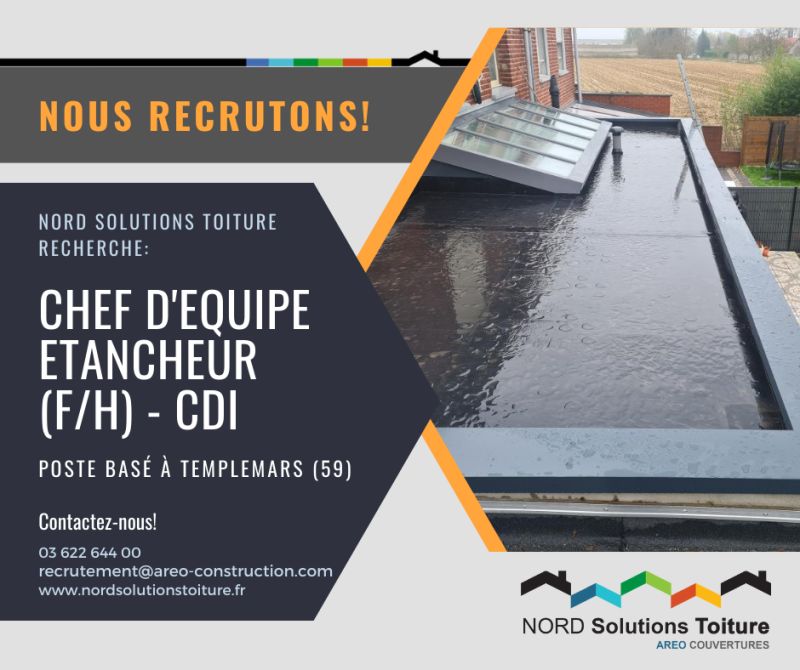 NOUS RECRUTONS!
NORD SOLUTIONS TOITURE
RECHERCHE:
CHEF D'EQUIPE
ETANCHEUR
(F/H) - CDI
POSTE BASÉ À TEMPLEMARS (59)
Contactez-nous!
03 622 644 00
recrutement@areo-construction.com
www.nordsolutionstoiture.fr
NORD Solutions Toiture
AREO COUVERTURES